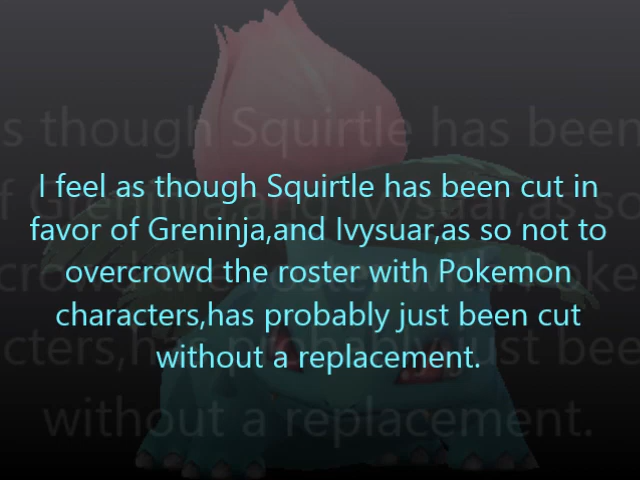 I feel as though Squirtle has been cut in
favor of Greninja,and Ivysuar,as so not to
overcrowd the roster with Pokemon
characters,has probably just been cut
without a replacement.